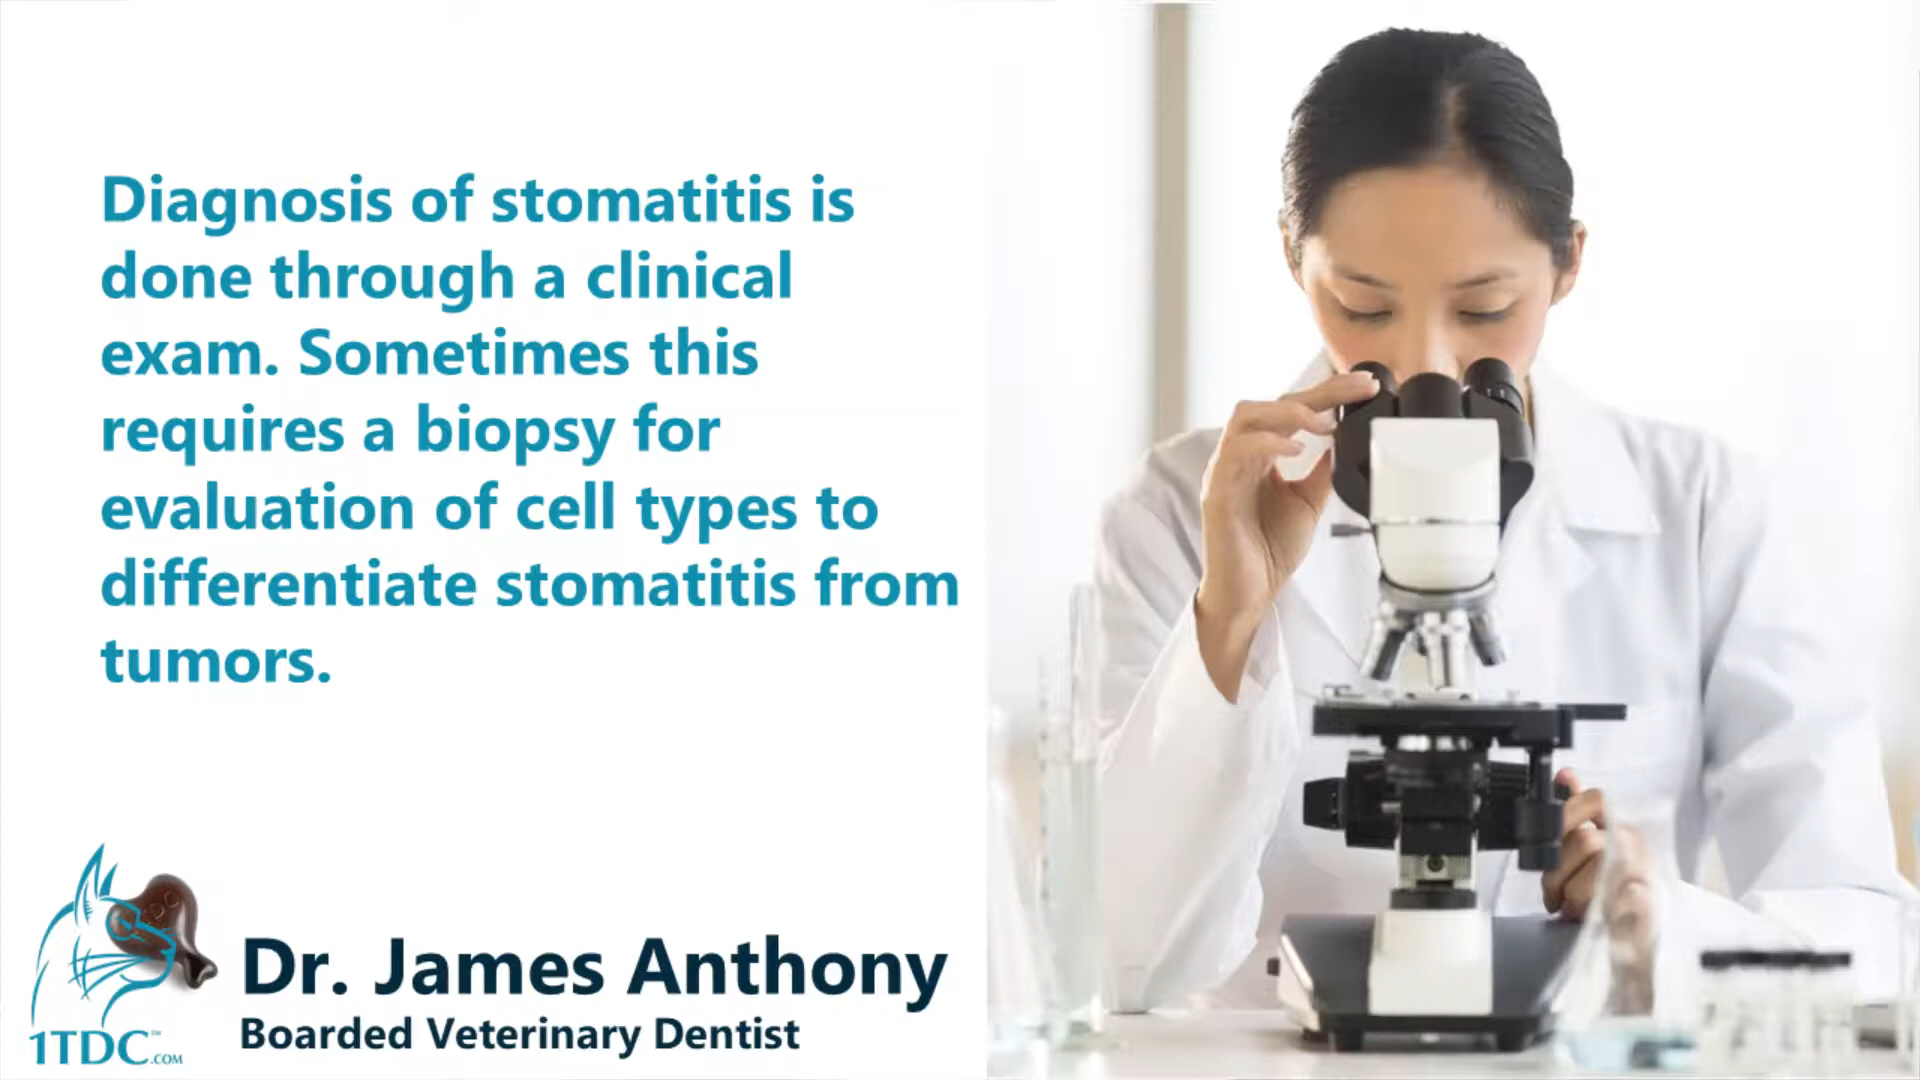 Diagnosis of stomatitis is
done through a clinical
exam. Sometimes this
requires a biopsy for
evaluation of cell types to
differentiate stomatitis from
tumors.
Dr. James Anthony
Boarded Veterinary Dentist
1TDC™.COM